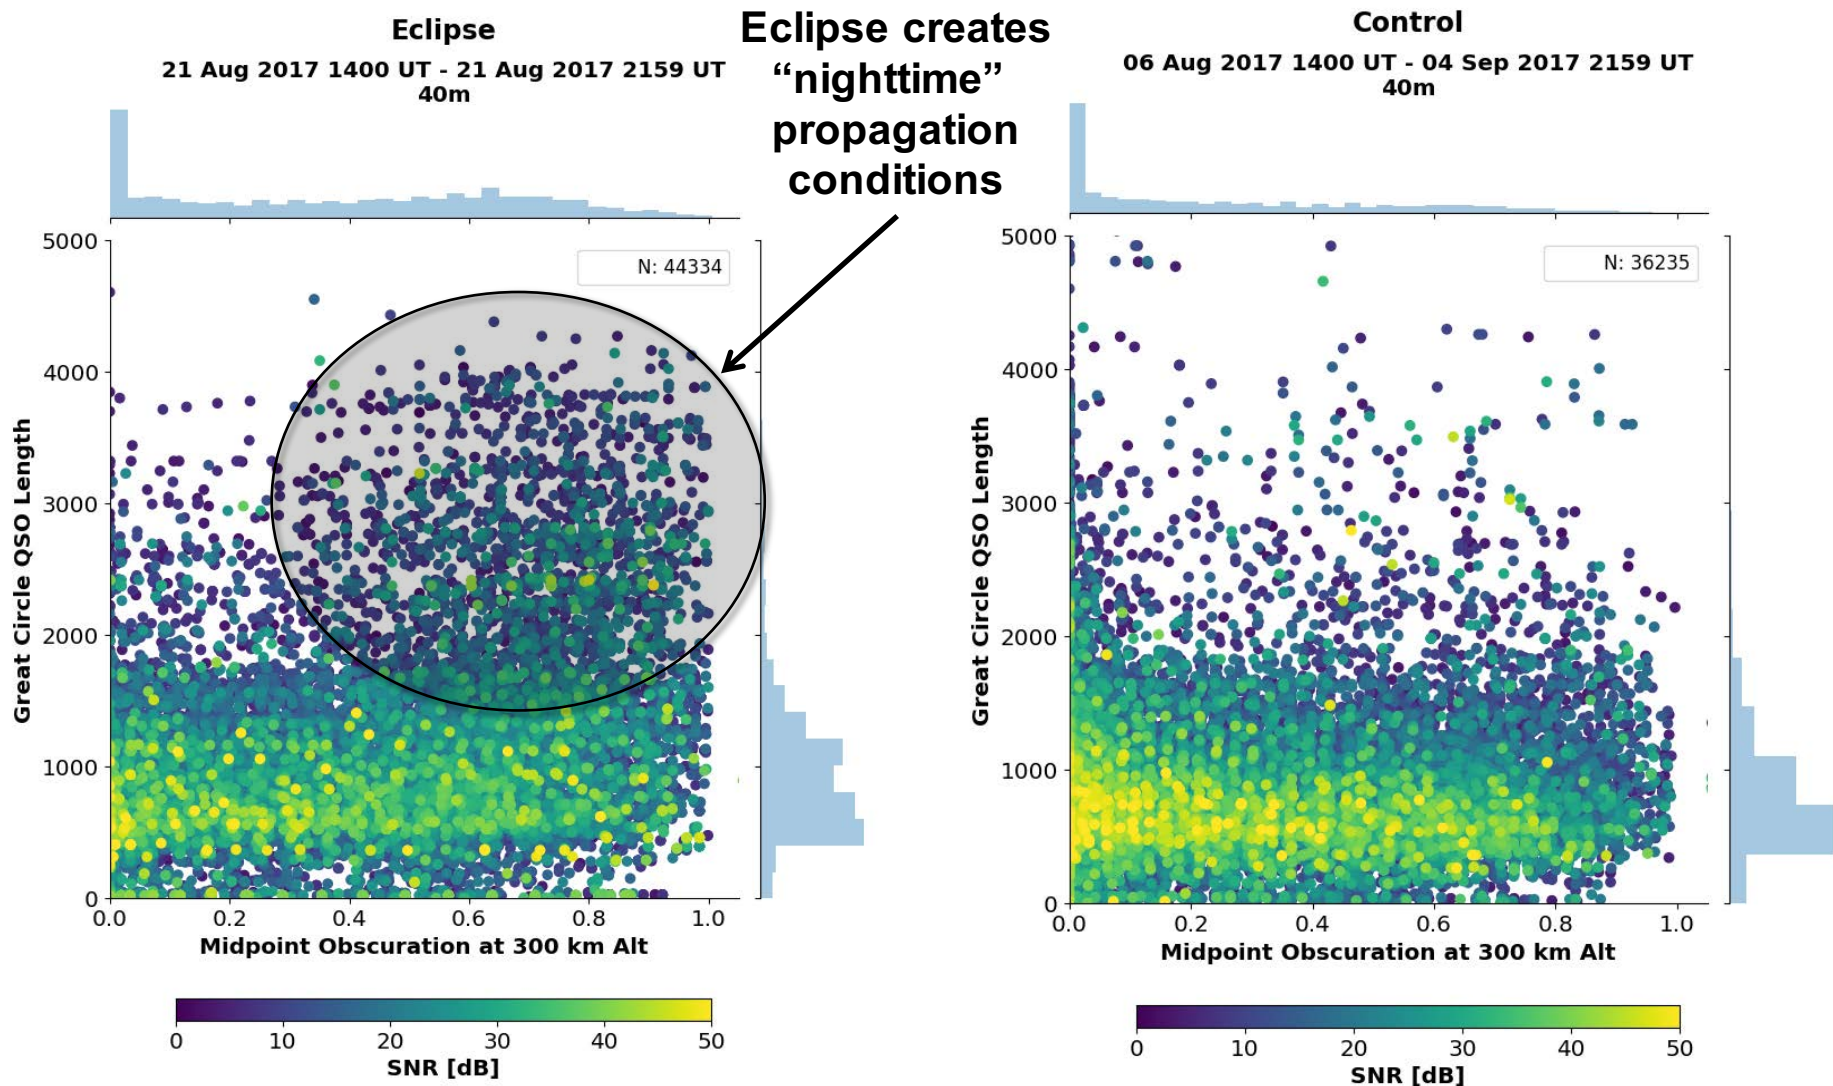 Eclipse
21 Aug 2017 1400 UT - 21 Aug 2017 2159 UT
40m
Eclipse creates
“nighttime”
propagation
conditions
Control
06 Aug 2017 1400 UT - 04 Sep 2017 2159 UT
40m
N: 44334
5000
4000
3000
2000
1000
0
Great Circle QSO Length
0.0 0.2 0.4 0.6 0.8 1.0
Midpoint Obscuration at 300 km Alt
0 10 20 30 40 50
SNR [dB]
N: 36235
5000
4000
3000
2000
1000
0
Great Circle QSO Length
0.0 0.2 0.4 0.6 0.8 1.0
Midpoint Obscuration at 300 km Alt
0 10 20 30 40 50
SNR [dB]